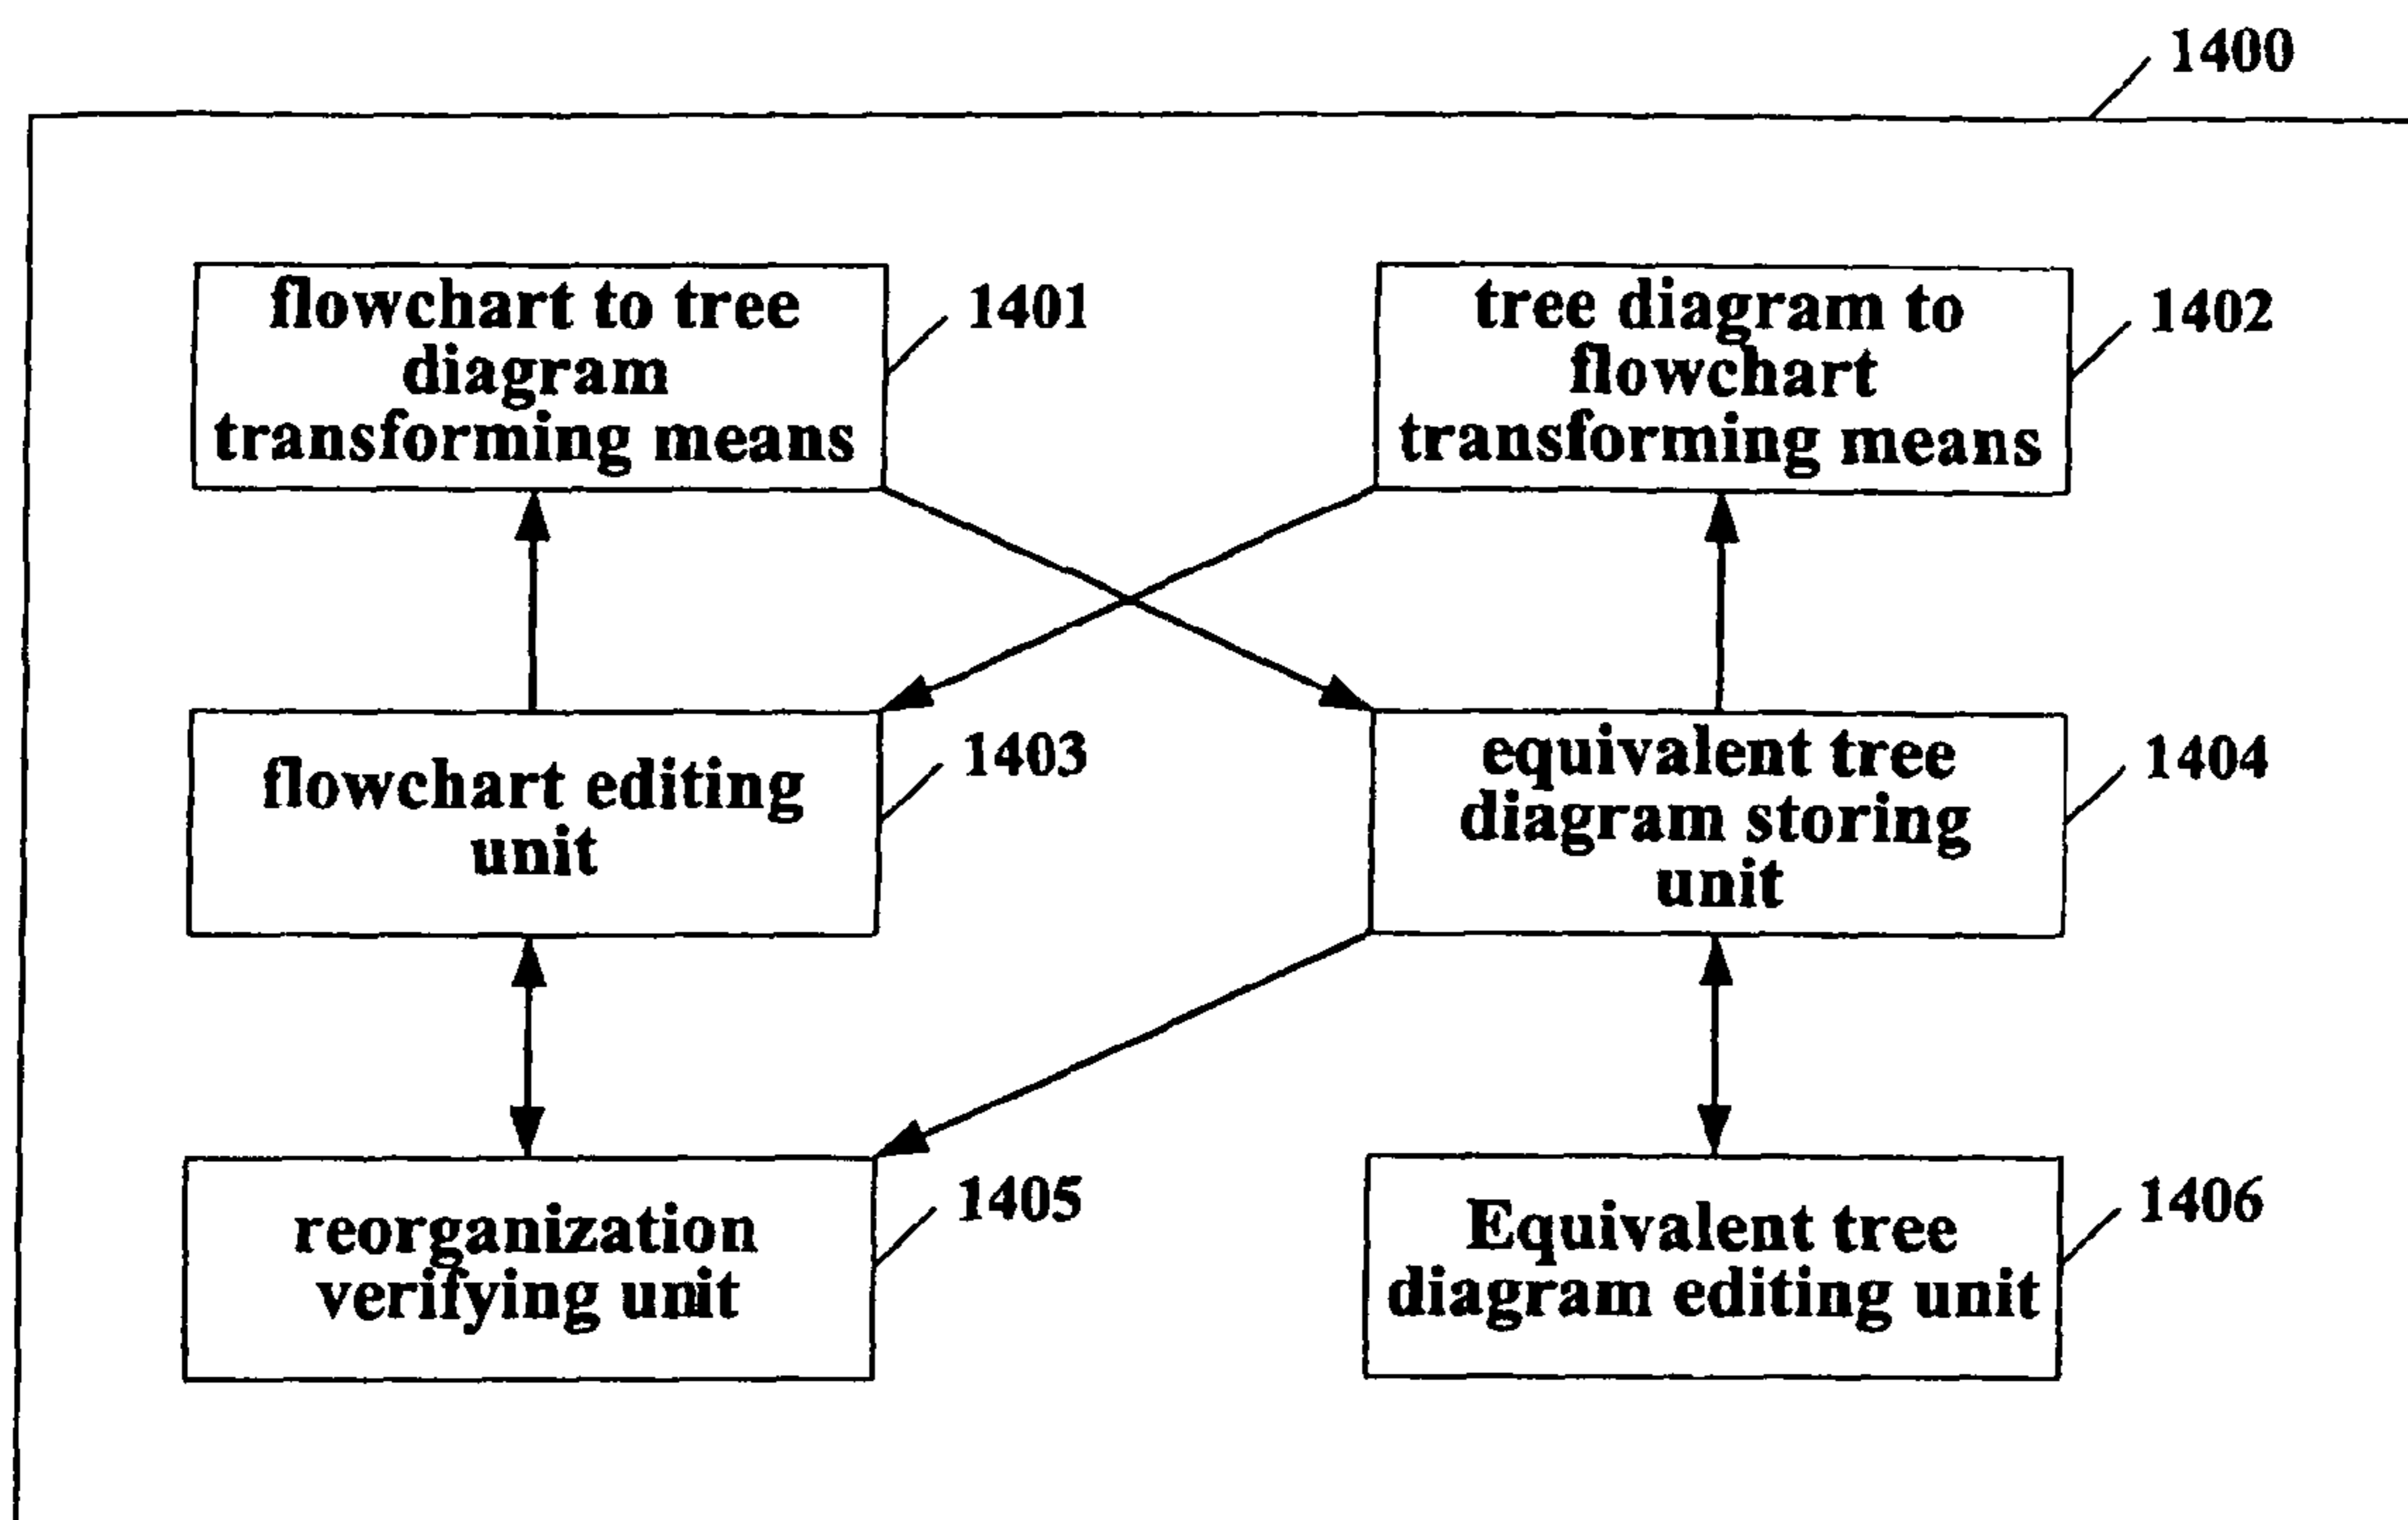 1400
flowchart to tree
diagram
transforming means
1401
tree diagram to
flowchart
transforming means
1402
flowchart editing
unit
1403
equivalent tree
diagram storing
unit
1404
reorganization
verifying unit
1405
Equivalent tree
diagram editing unit
1406